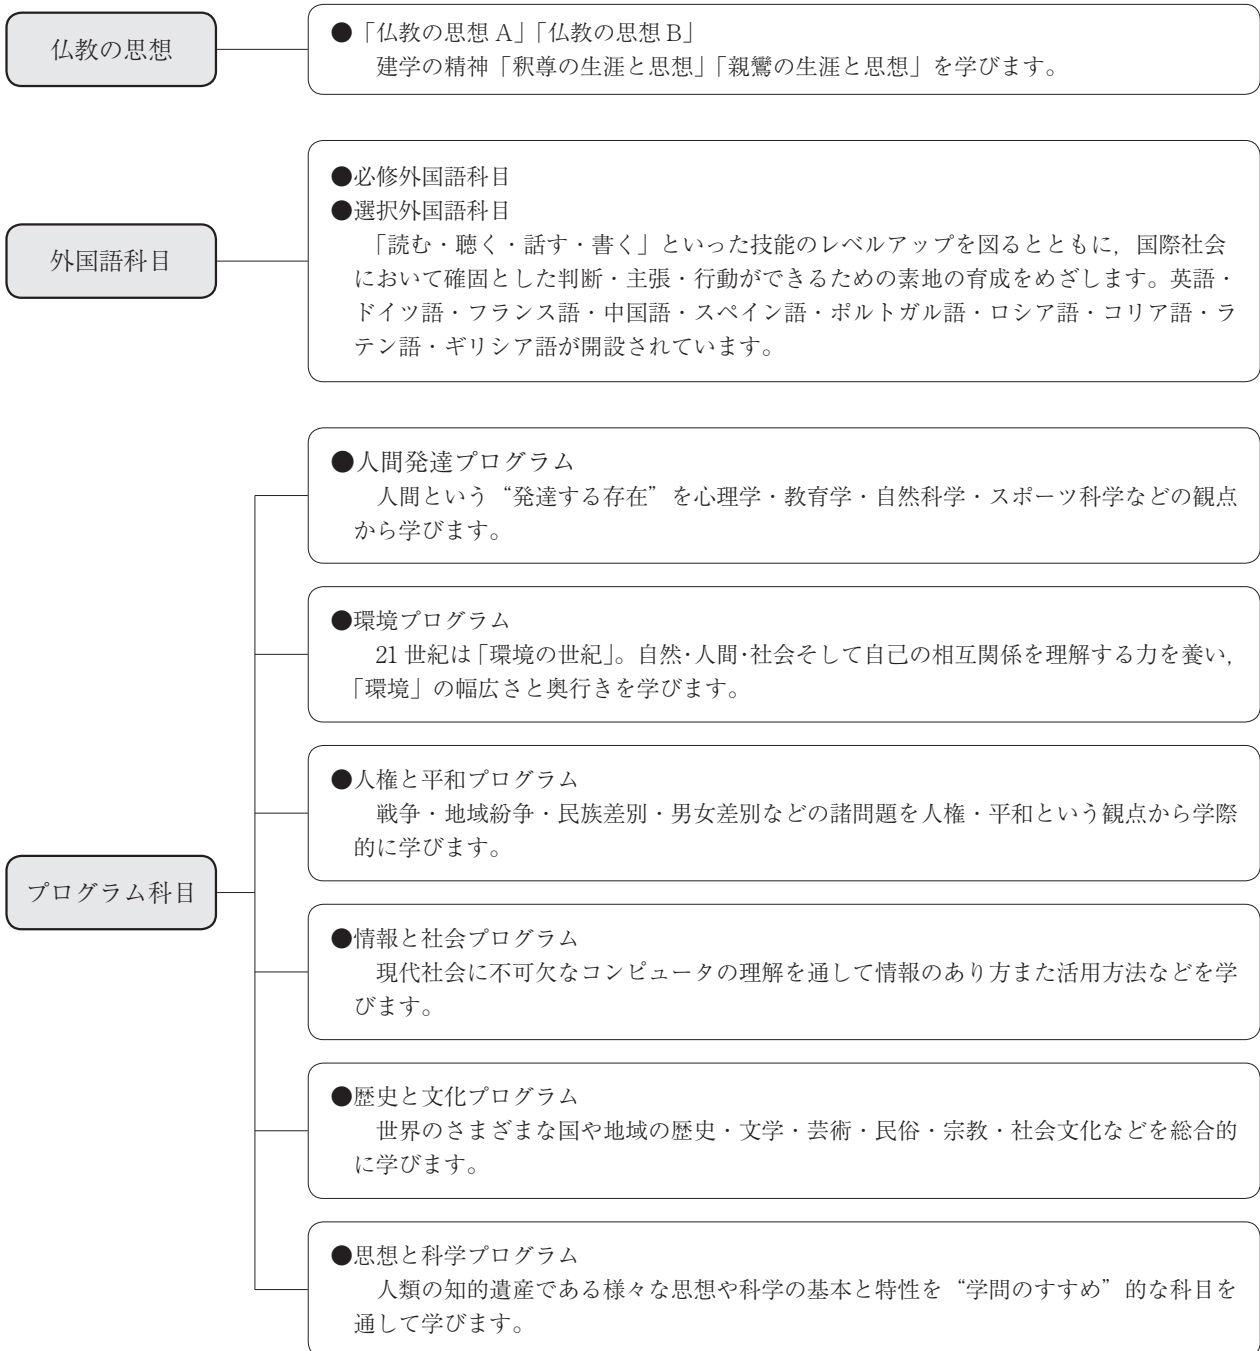 仏教の思想
●「仏教の思想 A」「仏教の思想 B」
建学の精神「釈尊の生涯と思想」「親鸞の生涯と思想」を学びます。
外国語科目
●必修外国語科目
●選択外国語科目
「読む・聴く・話す・書く」といった技能のレベルアップを図るとともに，国際社会
において確固とした判断・主張・行動ができるための素地の育成をめざします。英語・
ドイツ語・フランス語・中国語・スペイン語・ポルトガル語・ロシア語・コリア語・ラ
テン語・ギリシア語が開設されています。
プログラム科目
●人間発達プログラム
人間という“発達する存在”を心理学・教育学・自然科学・スポーツ科学などの観点
から学びます。
●環境プログラム
21 世紀は「環境の世紀」。自然・人間・社会そして自己の相互関係を理解する力を養い，
「環境」の幅広さと奥行きを学びます。
●人権と平和プログラム
戦争・地域紛争・民族差別・男女差別などの諸問題を人権・平和という観点から学際
的に学びます。
●情報と社会プログラム
現代社会に不可欠なコンピュータの理解を通して情報のあり方また活用方法などを学
びます。
●歴史と文化プログラム
世界のさまざまな国や地域の歴史・文学・芸術・民俗・宗教・社会文化などを総合的
に学びます。
●思想と科学プログラム
人類の知的遺産である様々な思想や科学の基本と特性を“学問のすすめ”的な科目を
通して学びます。